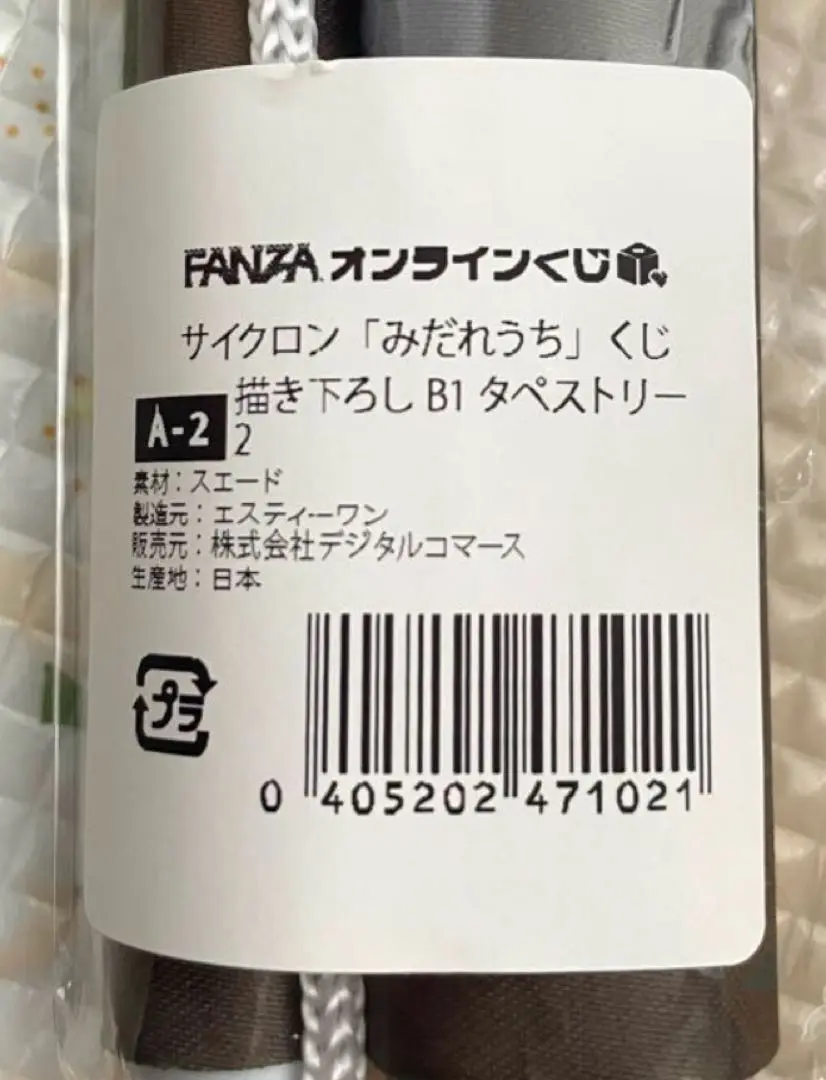 FANZA オンラインくじ
サイクロン「みだれうち」くじ
A-2 描き下ろし B1 タペストリー
2
素材：スエード
製造元：エスティーワン
販売元：株式会社デジタルコマース
生産地：日本
プラ
0 405202 471021